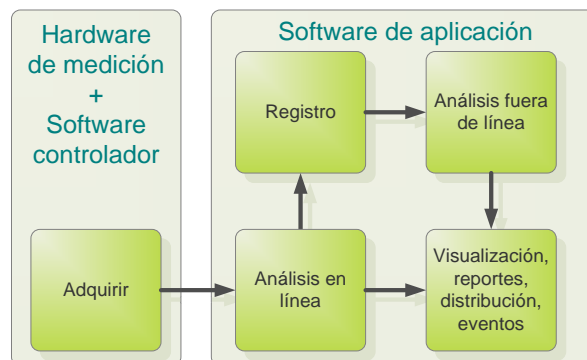 Hardware
de medición
+
Software
controlador
Adquirir
Software de aplicación
Registro
Análisis fuera
de línea
Análisis en
línea
Visualización,
reportes,
distribución,
eventos